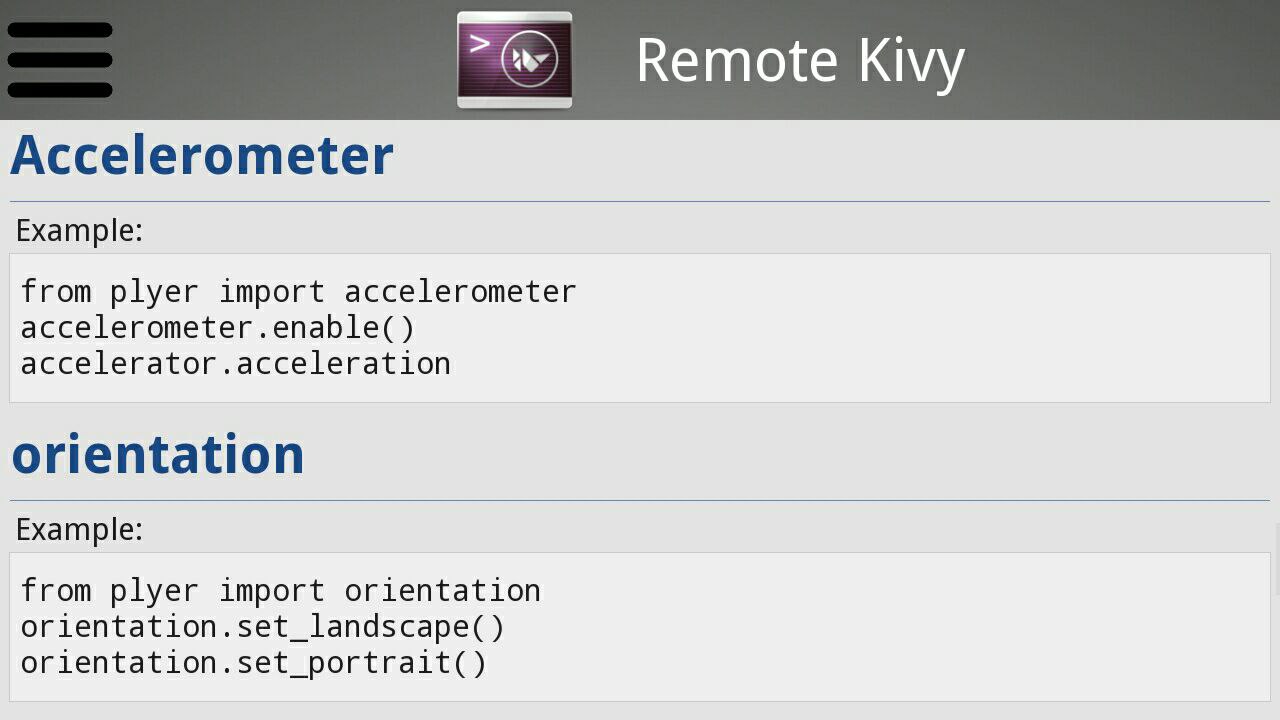 Remote Kivy
Accelerometer
Example:
from plyer import accelerometer
accelerometer.enable()
accelerator.acceleration
orientation
Example:
from plyer import orientation
orientation.set_landscape()
orientation.set_portrait()